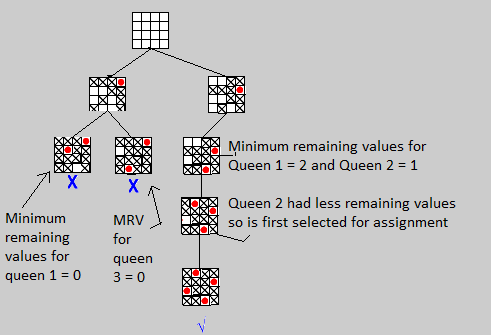 Minimum remaining values for
Queen 1 = 2 and Queen 2 = 1
Queen 2 had less remaining values
so is first selected for assignment
Minimum
remaining
values for
queen 1 = 0
MRV
for
queen
3 = 0